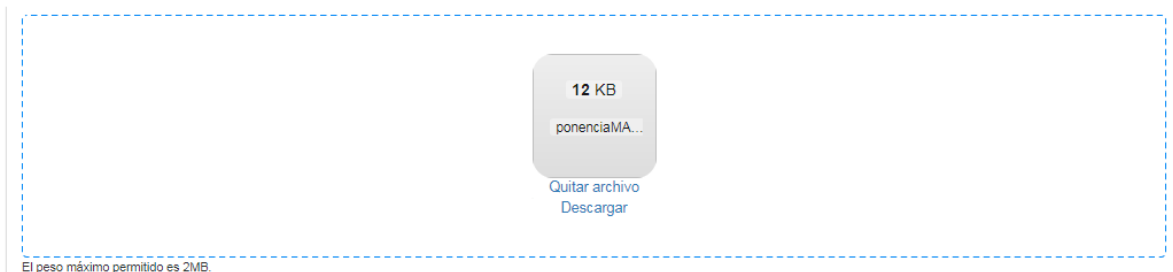 12 KB
ponenciaMA...
Quitar archivo
Descargar
El peso máximo permitido es 2MB.